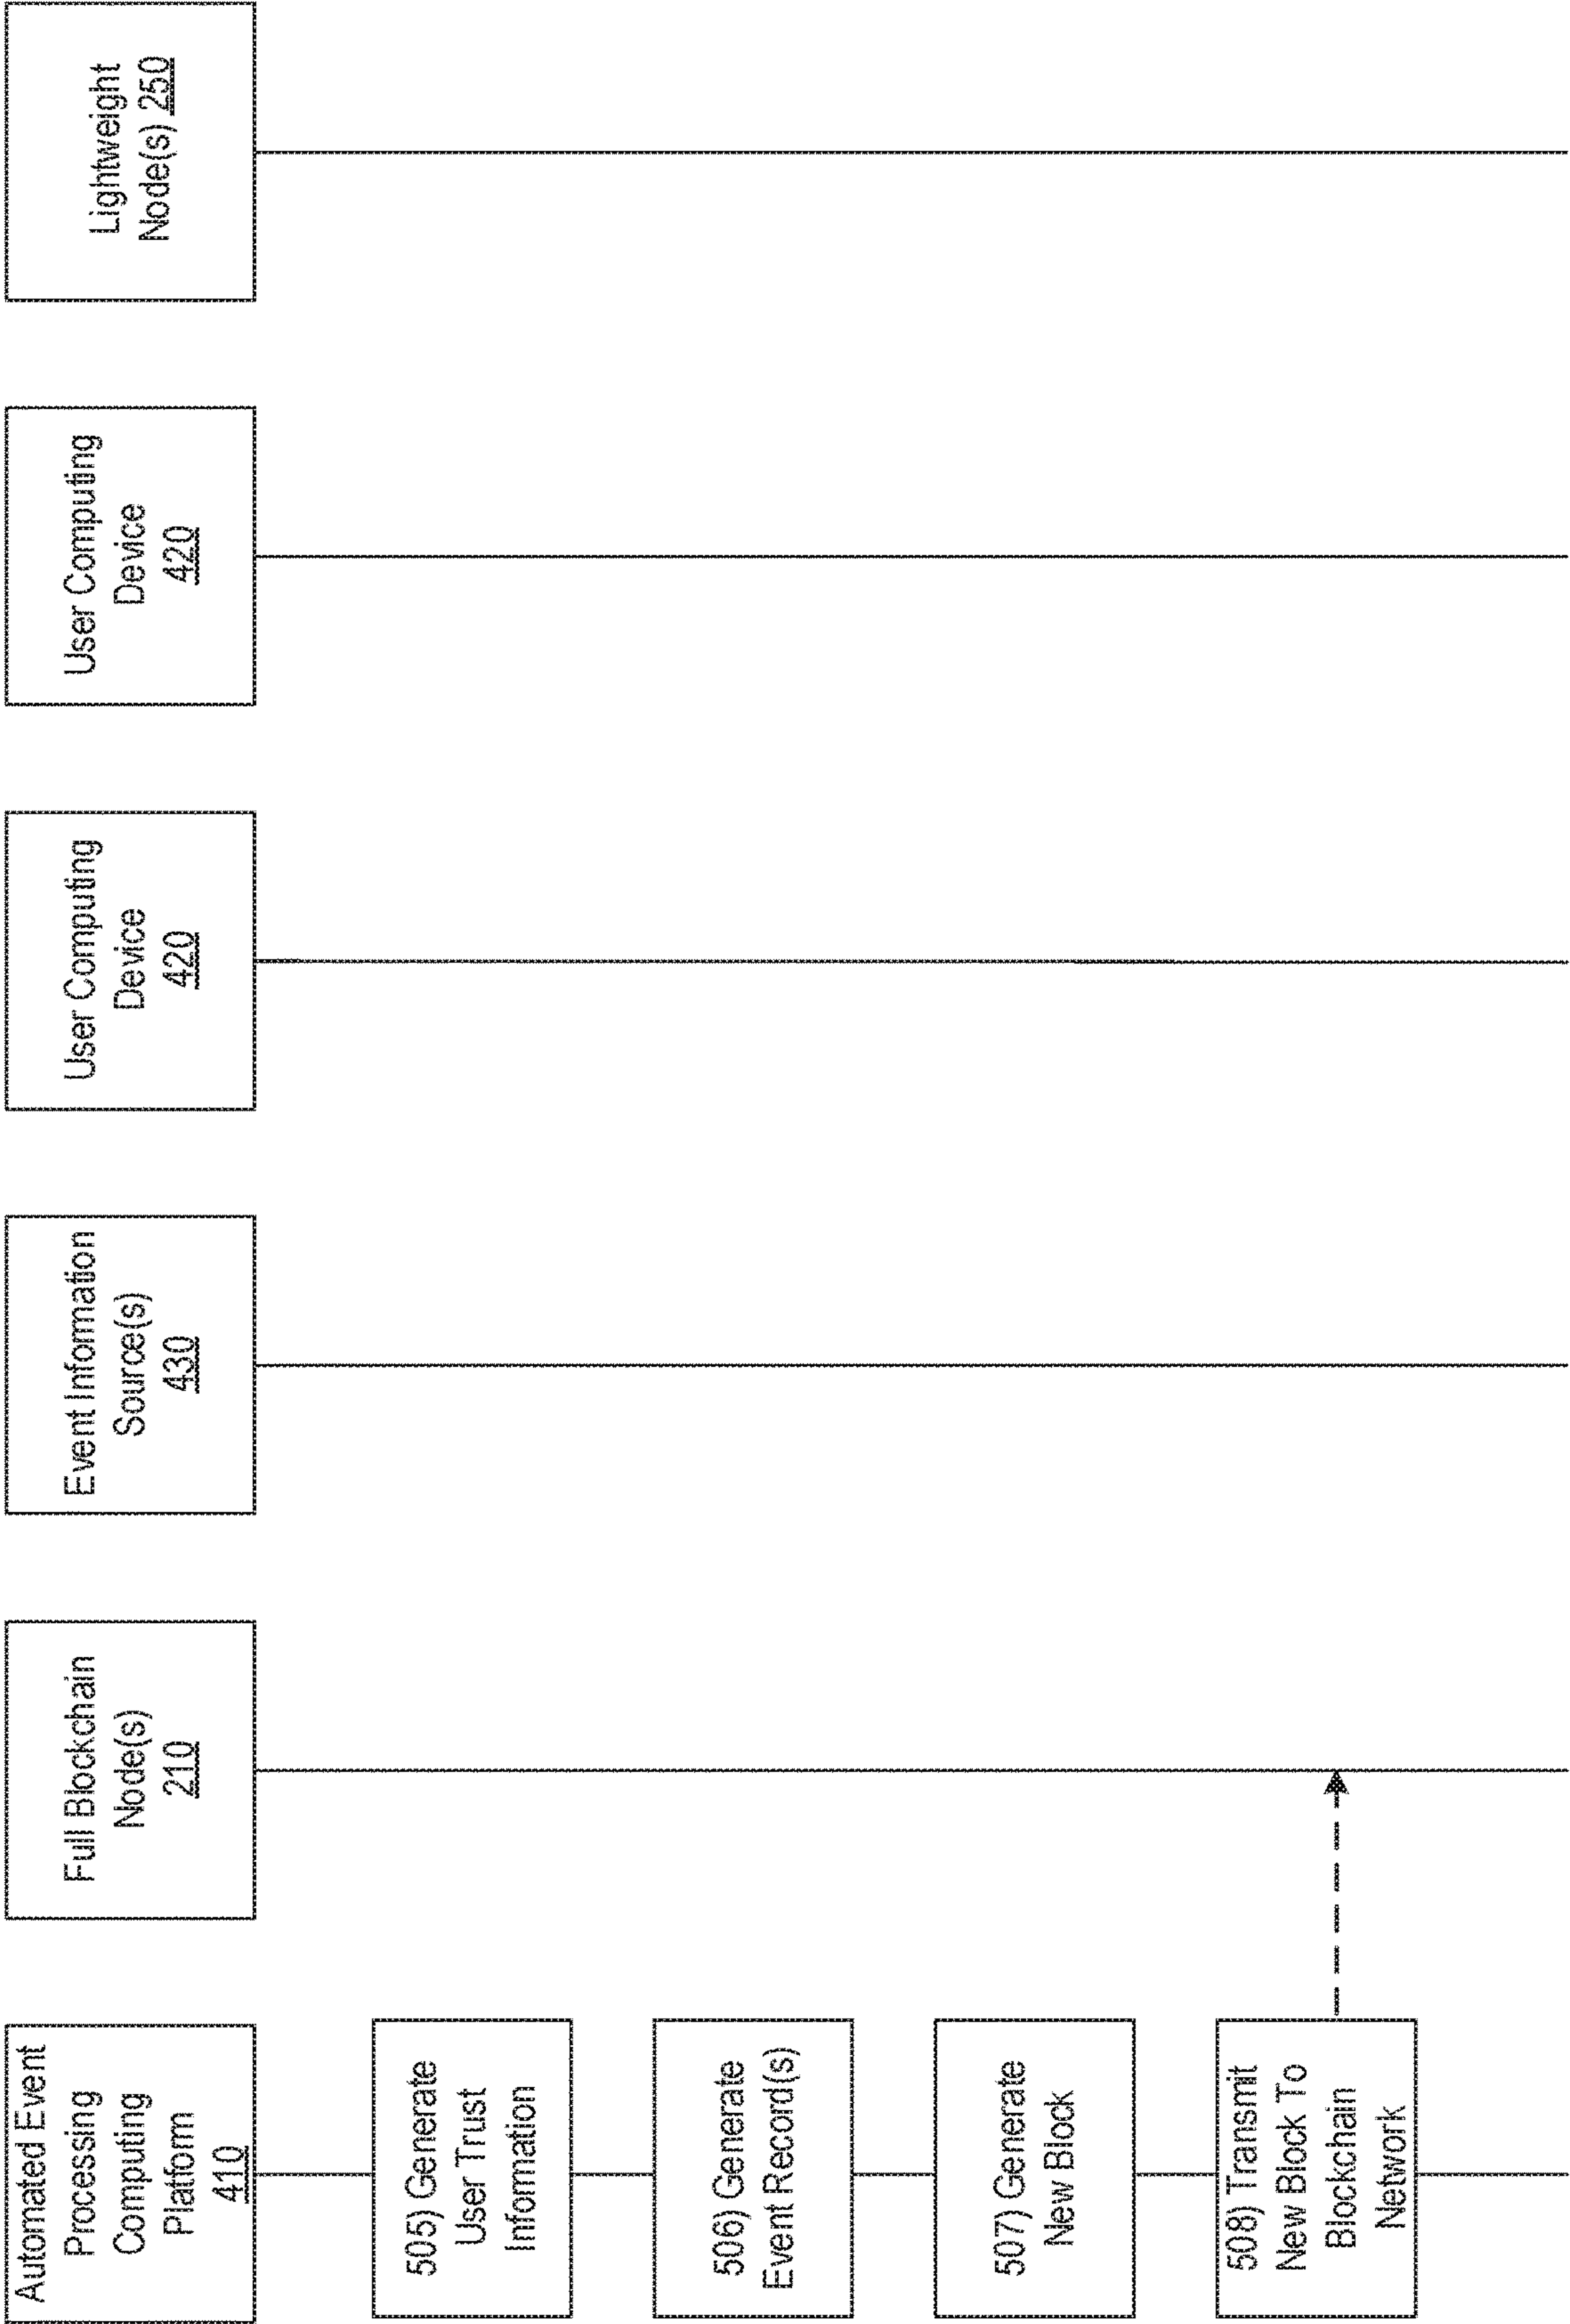 Automated Event
Processing
Computing
Platform
410
Full Blockchain
Node(s)
210
Event Information
Source(s)
430
User Computing
Device
420
User Computing
Device
420
Lightweight
Node(s) 250
505) Generate
User Trust
Information
506) Generate
Event Record(s)
507) Generate
New Block
508) Transmit
New Block To
Blockchain
Network